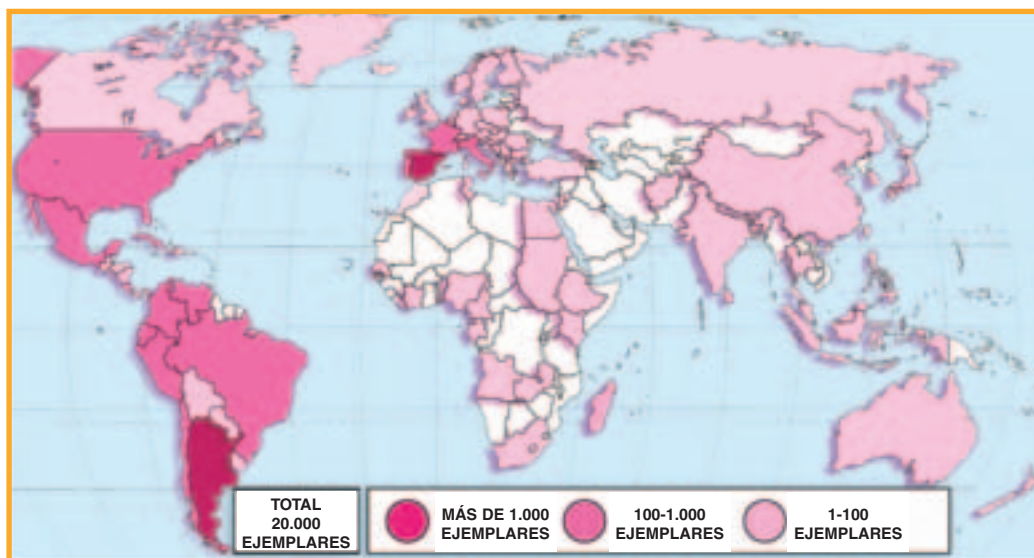 TOTAL
20.000
EJEMPLARES
MÁS DE 1.000
EJEMPLARES
100-1.000
EJEMPLARES
1-100
EJEMPLARES